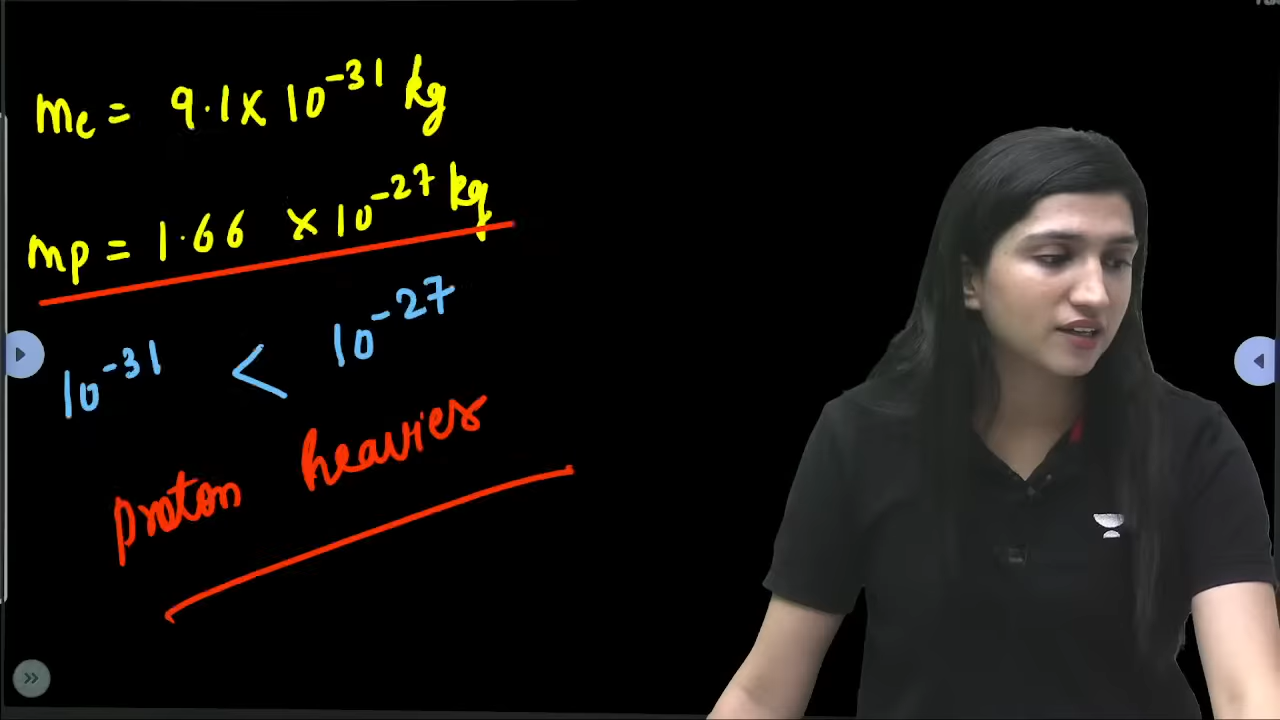 me = 9.1 × 10⁻³¹ kg
mp = 1.66 × 10⁻²⁷ kg
10⁻³¹ < 10⁻²⁷
Proton heavier